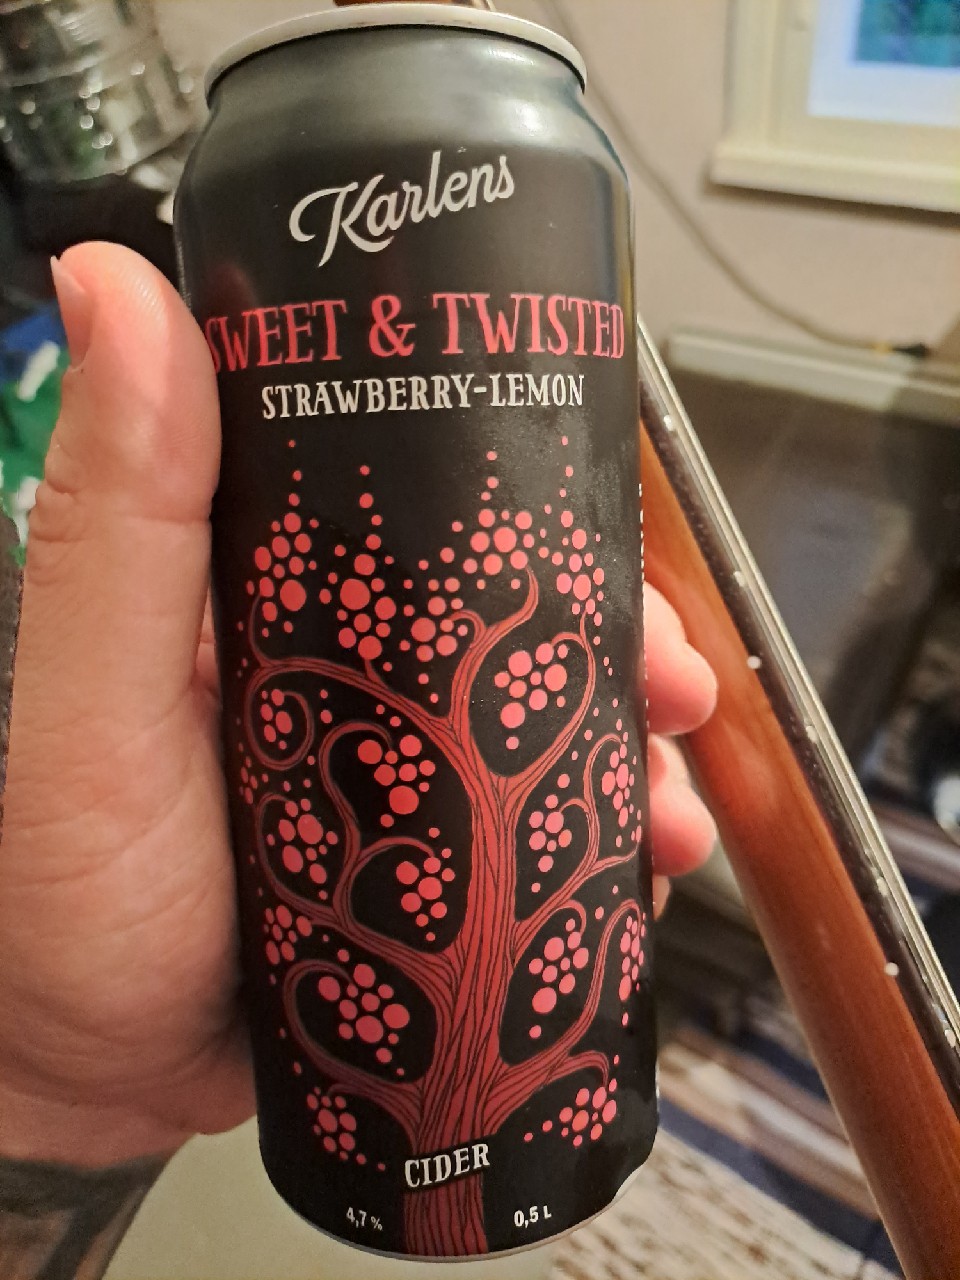 Karlens
SWEET & TWISTED
STRAWBERRY-LEMON
CIDER
4,7 % 0,5 L